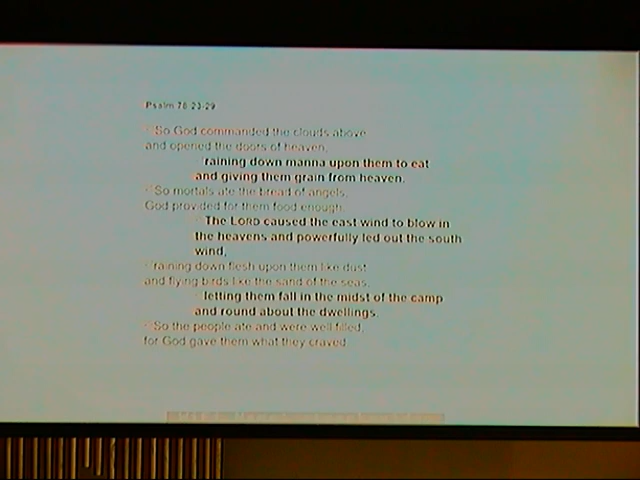 Psalm 78:23-29
So God commanded the clouds above
and opened the doors of heaven,
raining down manna upon them to eat
and giving them grain from heaven.
So mortals ate the bread of angels,
God provided for them food enough.
The LORD caused the east wind to blow in
the heavens and powerfully led out the south
wind,
raining down flesh upon them like dust
and flying birds like the sand of the seas,
letting them fall in the midst of the camp
and round about the dwellings.
So the people ate and were well filled,
for God gave them what they craved.